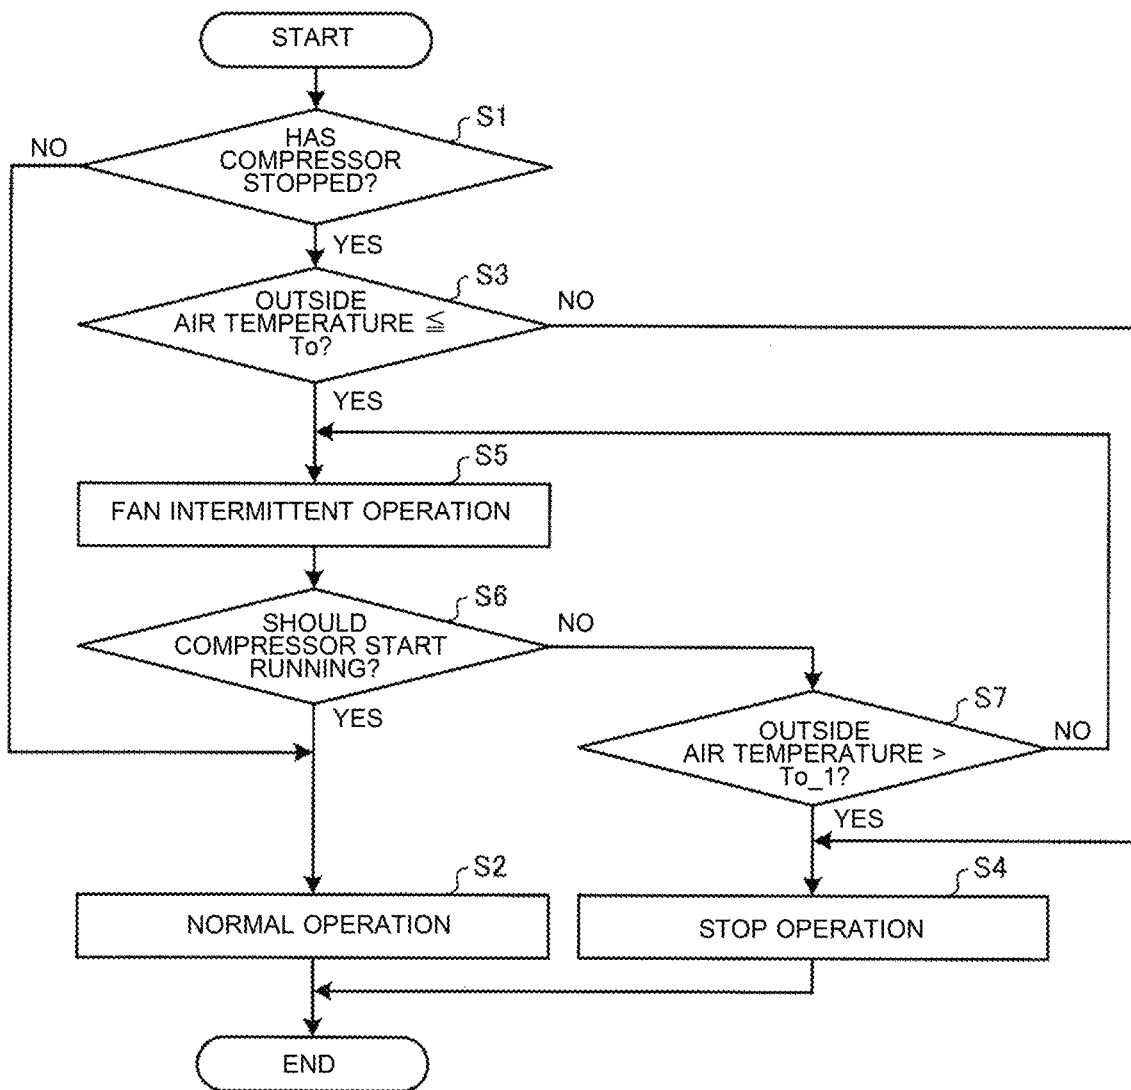 START
S1
NO
HAS
COMPRESSOR
STOPPED?
YES
S3
NO
OUTSIDE
AIR TEMPERATURE ≦
To?
YES
S5
FAN INTERMITTENT OPERATION
S6
SHOULD
COMPRESSOR START
RUNNING?
NO
YES
S7
OUTSIDE
AIR TEMPERATURE >
To_1?
NO
YES
S2
NORMAL OPERATION
S4
STOP OPERATION
END